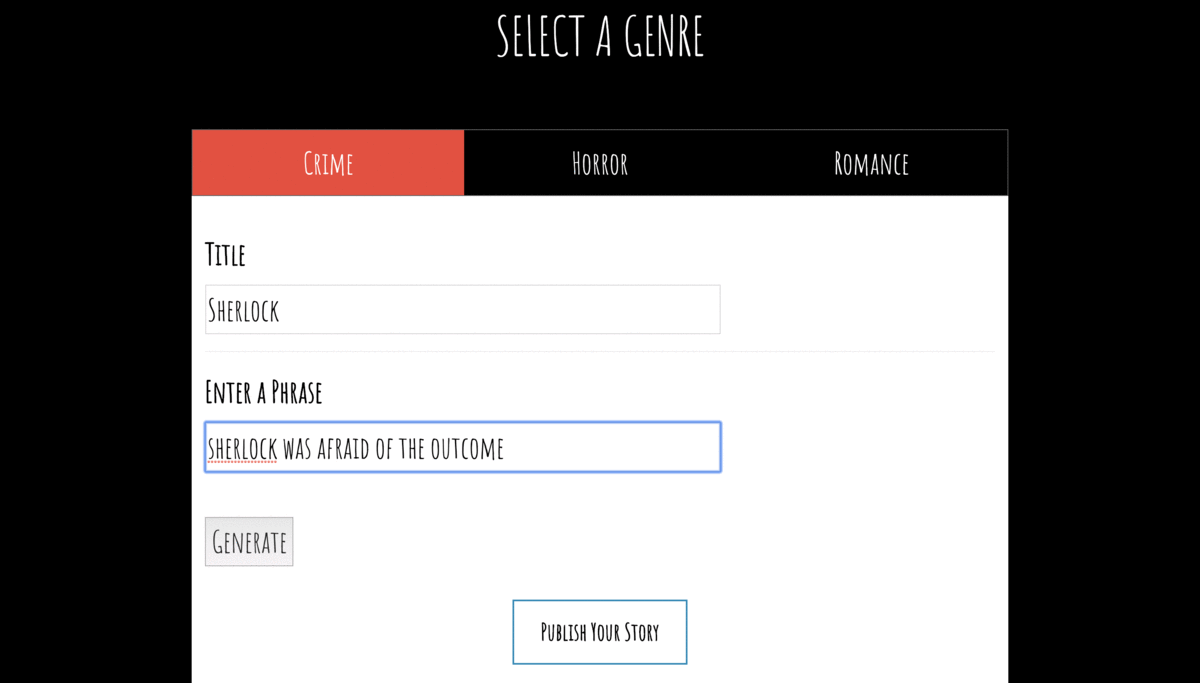 SELECT A GENRE
CRIME HORROR ROMANCE
TITLE
SHERLOCK
ENTER A PHRASE
SHERLOCK WAS AFRAID OF THE OUTCOME
GENERATE
PUBLISH YOUR STORY